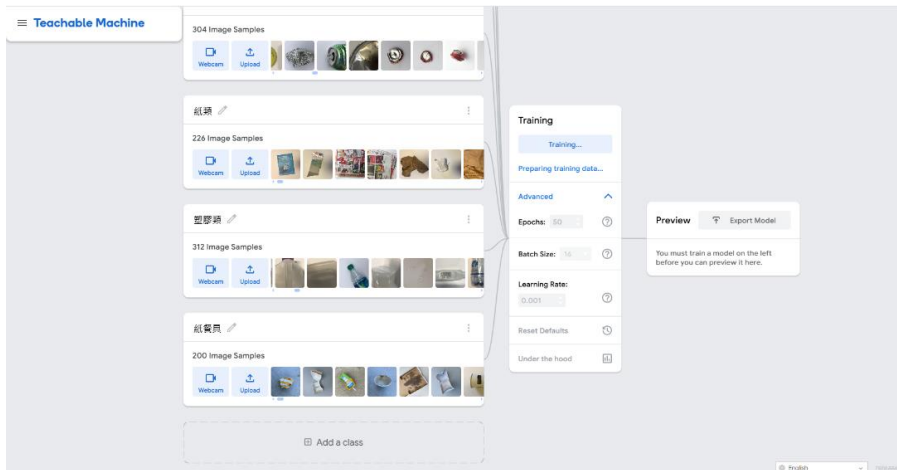 Teachable Machine
304 Image Samples
Webcam
Upload
紙類
226 Image Samples
Webcam
Upload
塑膠類
312 Image Samples
Webcam
Upload
紙餐具
200 Image Samples
Webcam
Upload
Add a class
Training
Training...
Preparing training data...
Advanced
Epochs: 50
Batch Size: 16
Learning Rate:
0.001
Reset Defaults
Under the hood
Preview
Export Model
You must train a model on the left
before you can preview it here.
English